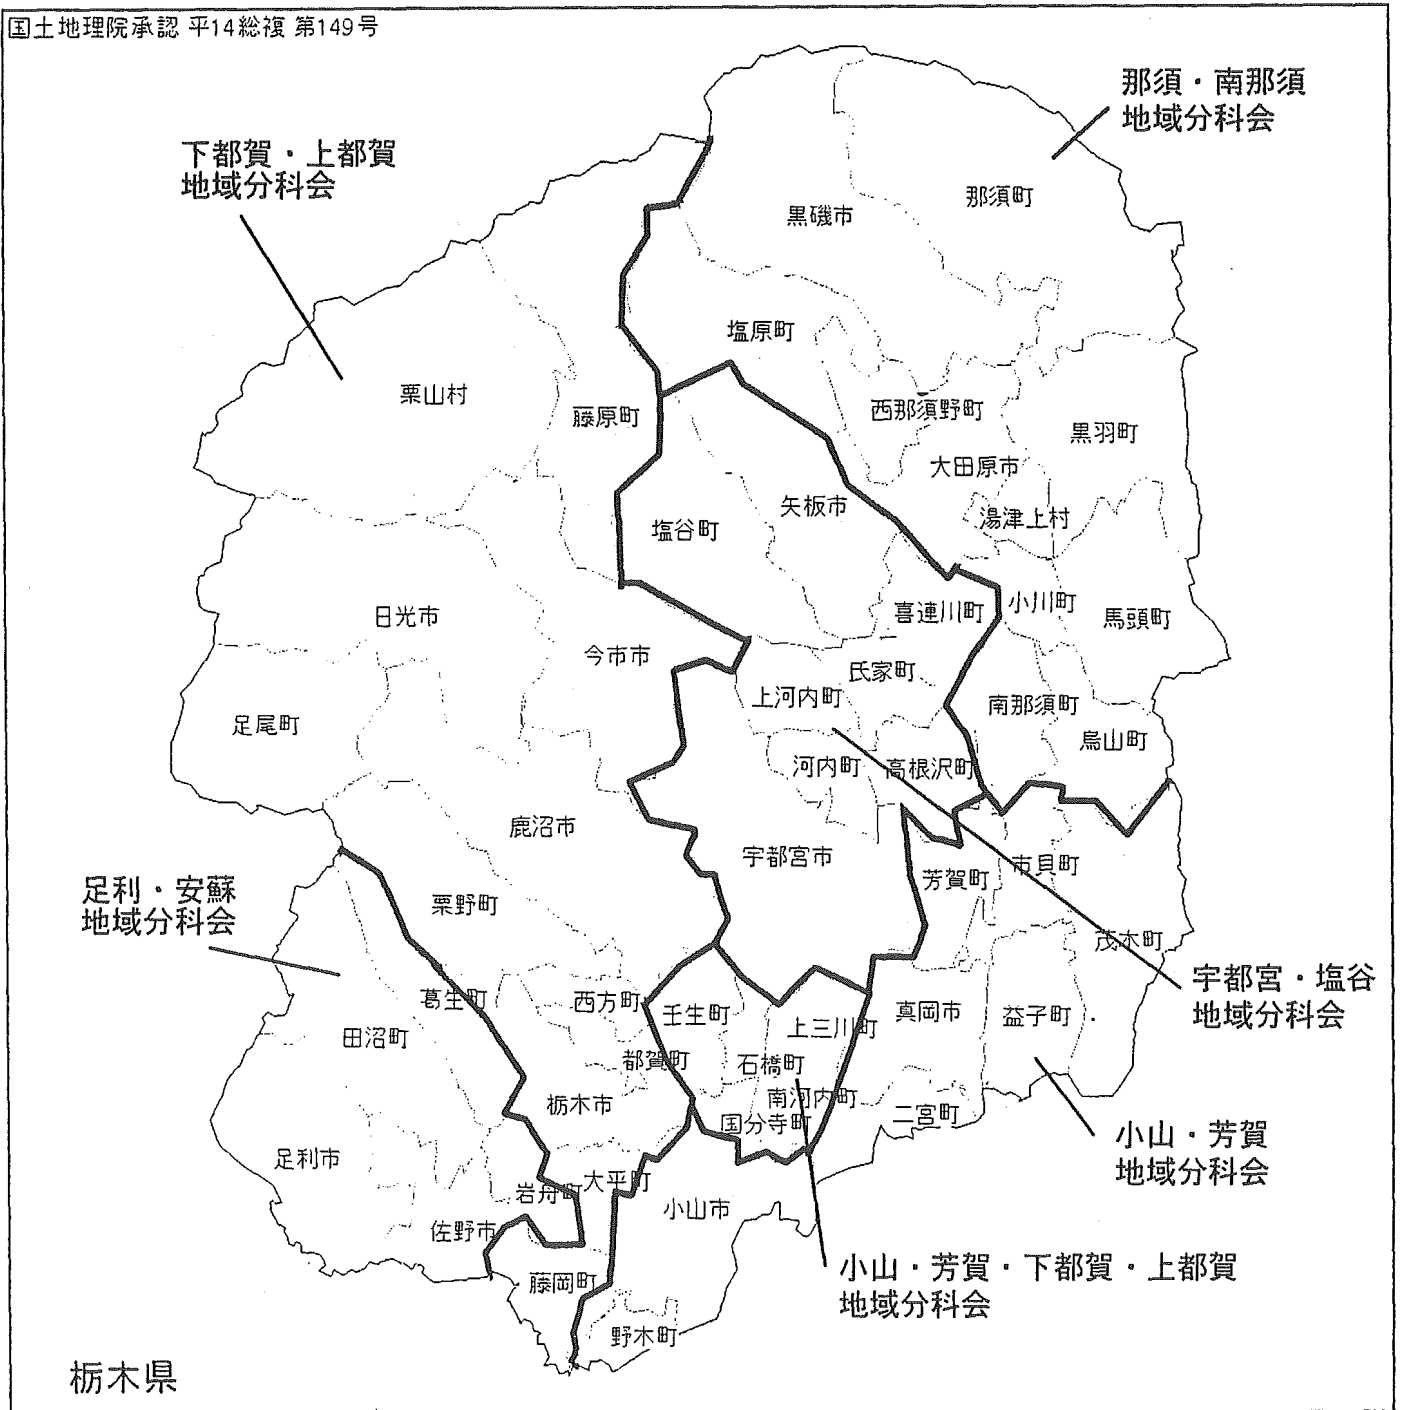 国土地理院承認 平14総複 第149号
那須・南那須
地域分科会
下都賀・上都賀
地域分科会
那須町
黒磯市
塩原町
栗山村
藤原町
西那須野町
黒羽町
大田原市
矢板市
湯津上村
塩谷町
小川町
喜連川町
日光市
馬頭町
今市市
氏家町
上河内町
南那須町
足尾町
烏山町
河内町
高根沢町
鹿沼市
宇都宮市
市貝町
芳賀町
足利・安蘇
地域分科会
栗野町
茂木町
宇都宮・塩谷
地域分科会
葛生町
西方町
壬生町
真岡市
益子町
上三川町
田沼町
都賀町
石橋町
南河内町
栃木市
二宮町
国分寺町
小山・芳賀
地域分科会
足利市
大平町
岩舟町
小山市
佐野市
小山・芳賀・下都賀・上都賀
地域分科会
藤岡町
野木町
栃木県